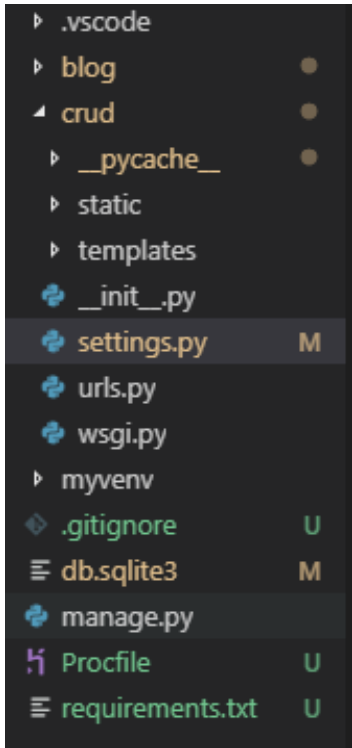 .vscode
blog
crud
__pycache__
static
templates
__init__.py
settings.py M
urls.py
wsgi.py
myvenv
.gitignore U
db.sqlite3 M
manage.py
Procfile U
requirements.txt U